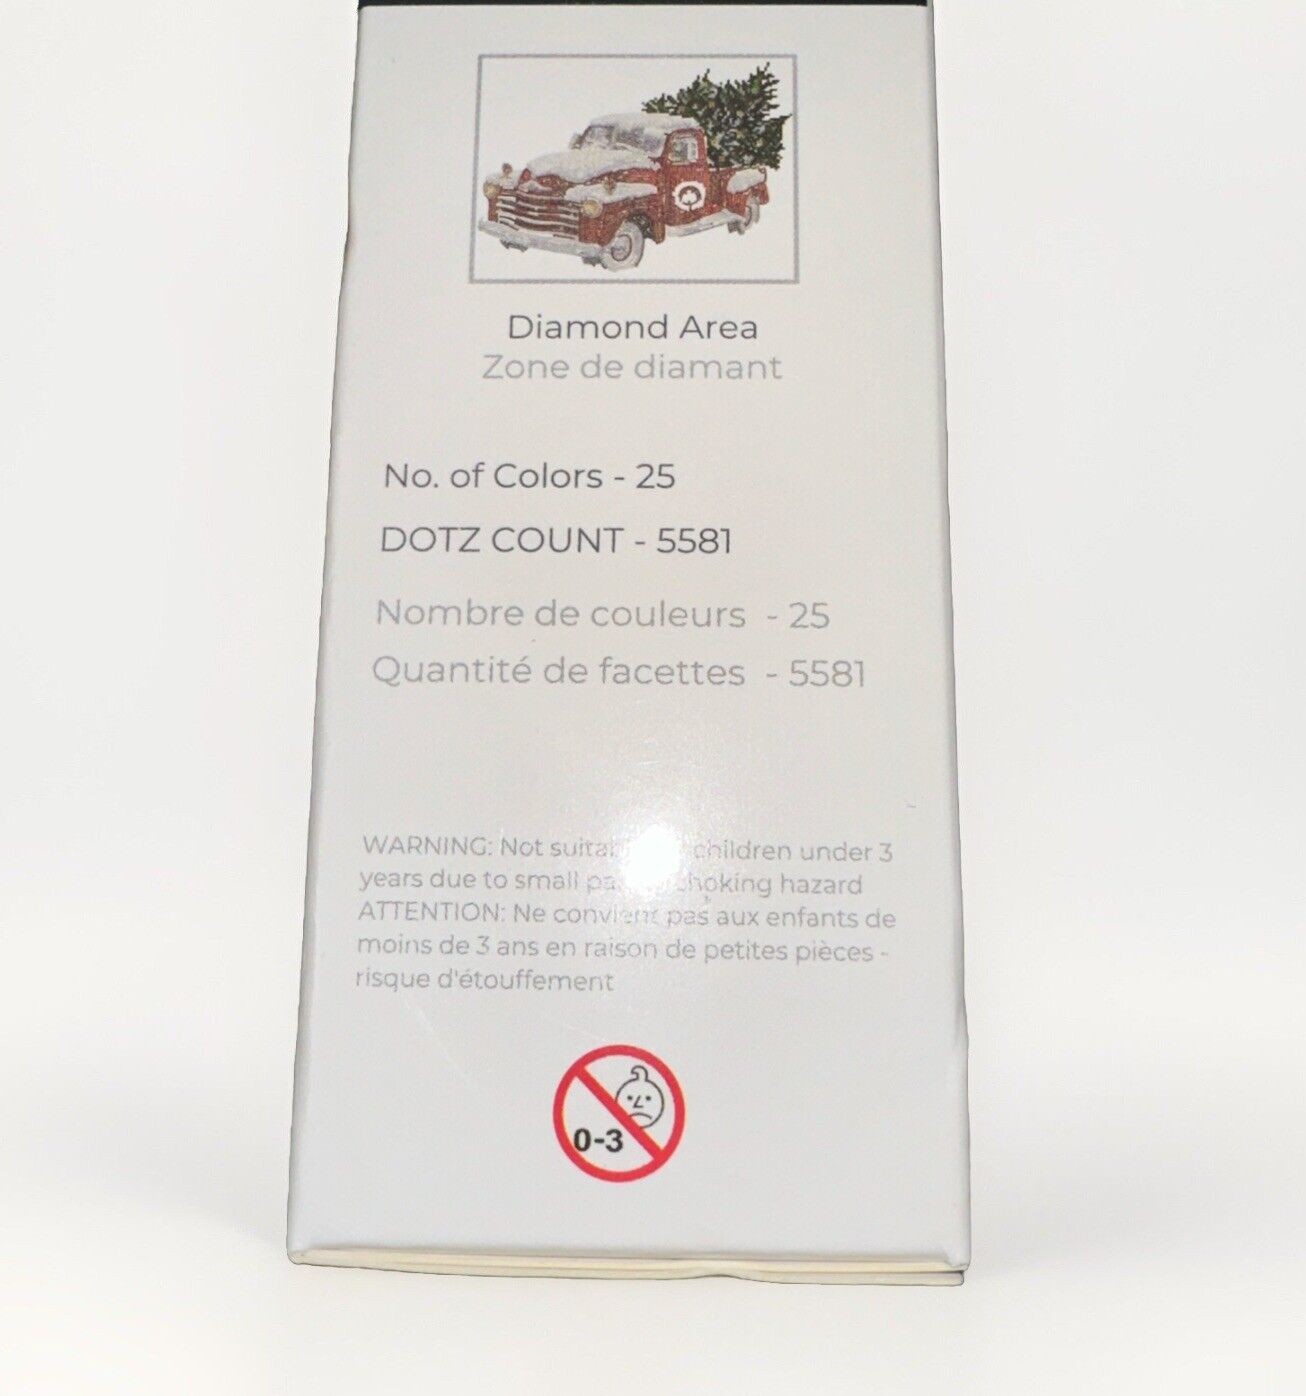 Diamond Area
Zone de diamant
No. of Colors - 25
DOTZ COUNT - 5581
Nombre de couleurs - 25
Quantité de facettes - 5581
WARNING: Not children under 3
years due to small choking hazard
ATTENTION: Ne convient pas aux enfants de
moins de 3 ans en raison de petites pièces -
risque d'étouffement
0-3